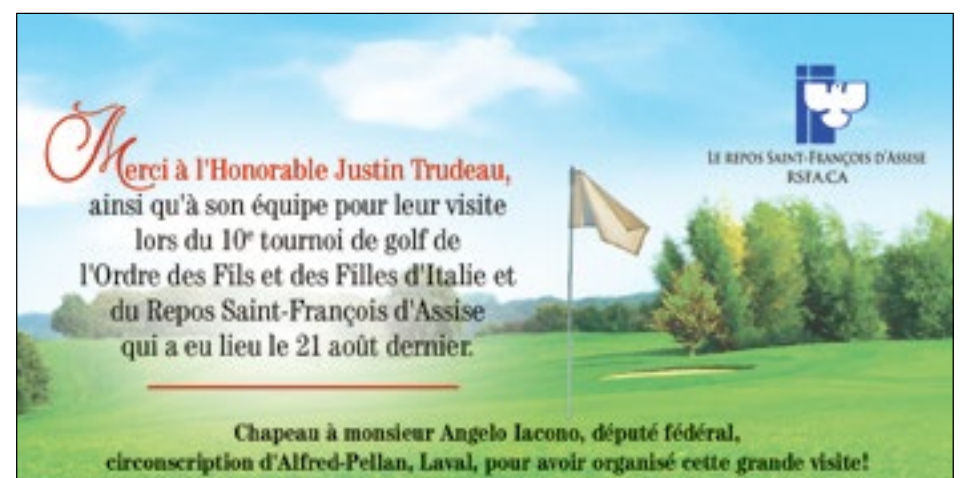 Merci à l'Honorable Justin Trudeau,
ainsi qu'à son équipe pour leur visite
lors du 10e tournoi de golf de
l'Ordre des Fils et des Filles d'Italie et
du Repos Saint-François d'Assise
qui a eu lieu le 21 août dernier.
LE REPOS SAINT-FRANÇOIS D'ASSISE
RSFA.CA
Chapeau à monsieur Angelo Iacono, député fédéral,
circonscription d'Alfred-Pellan, Laval, pour avoir organisé cette grande visite!